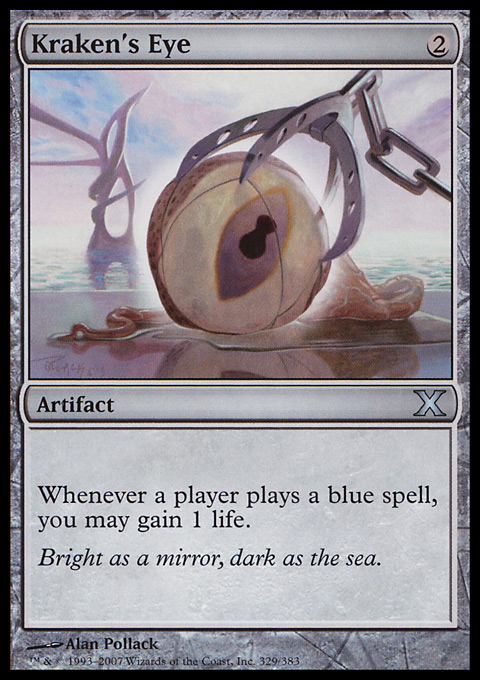 Kraken's Eye
2
Artifact
X
Whenever a player plays a blue spell,
you may gain 1 life.
Bright as a mirror, dark as the sea.
Alan Pollack
™ & © 1993–2007 Wizards of the Coast, Inc. 329/383